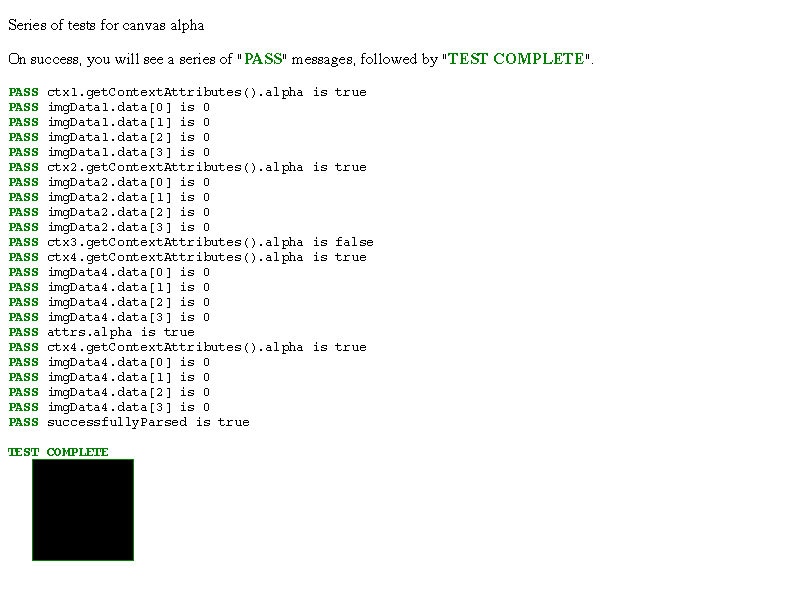 Series of tests for canvas alpha
On success, you will see a series of "PASS" messages, followed by "TEST COMPLETE".
PASS ctx1.getContextAttributes().alpha is true
PASS imgData1.data[0] is 0
PASS imgData1.data[1] is 0
PASS imgData1.data[2] is 0
PASS imgData1.data[3] is 0
PASS ctx2.getContextAttributes().alpha is true
PASS imgData2.data[0] is 0
PASS imgData2.data[1] is 0
PASS imgData2.data[2] is 0
PASS imgData2.data[3] is 0
PASS ctx3.getContextAttributes().alpha is false
PASS ctx4.getContextAttributes().alpha is true
PASS imgData4.data[0] is 0
PASS imgData4.data[1] is 0
PASS imgData4.data[2] is 0
PASS imgData4.data[3] is 0
PASS attrs.alpha is true
PASS ctx4.getContextAttributes().alpha is true
PASS imgData4.data[0] is 0
PASS imgData4.data[1] is 0
PASS imgData4.data[2] is 0
PASS imgData4.data[3] is 0
PASS successfullyParsed is true
TEST COMPLETE